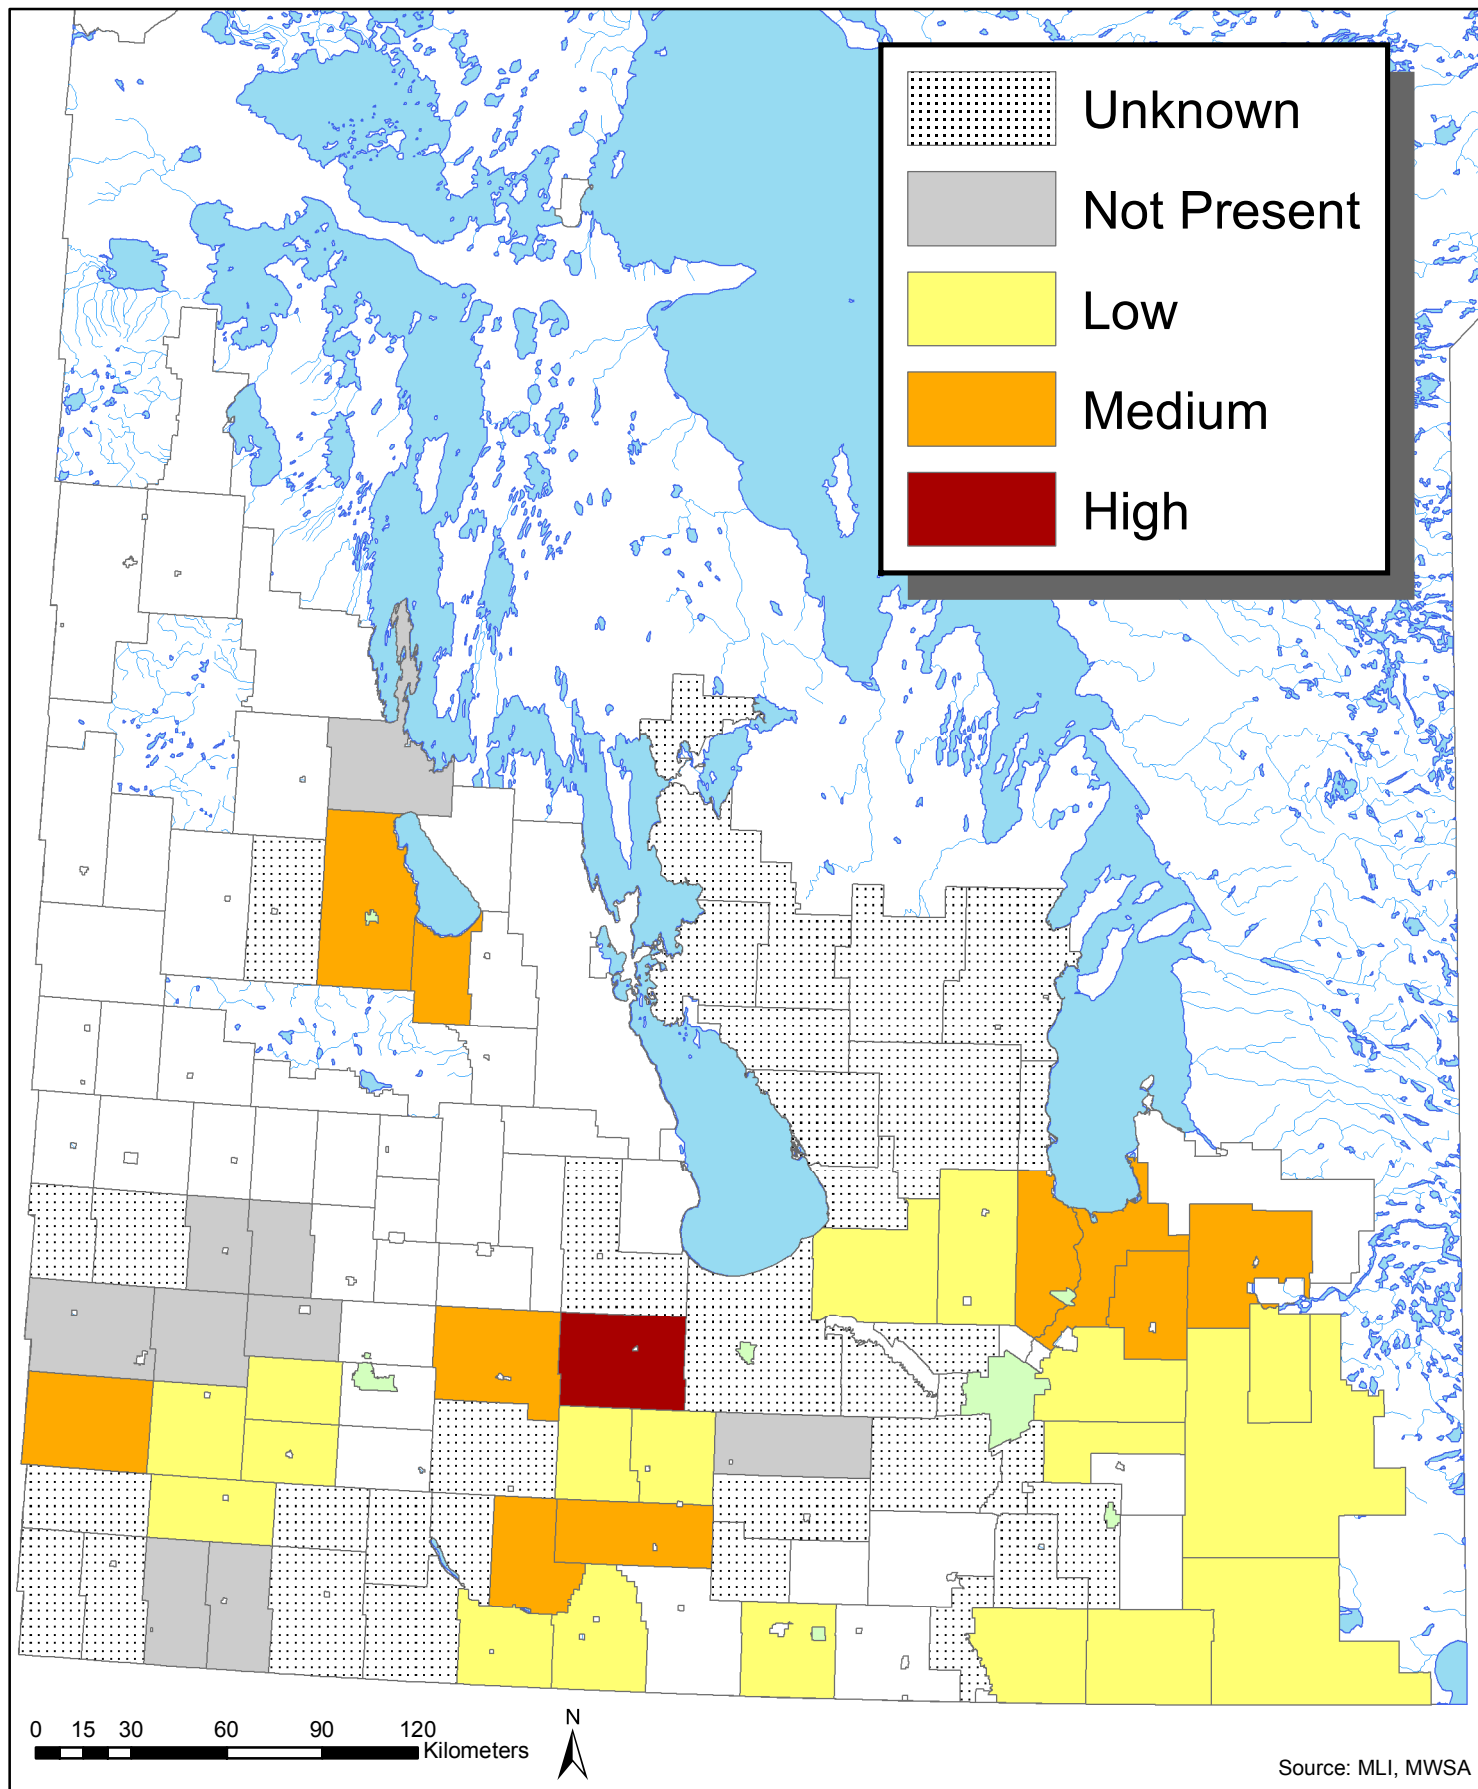 Unknown
Not Present
Low
Medium
High
0 15 30 60 90 120
Kilometers
N
Source: MLI, MWSA